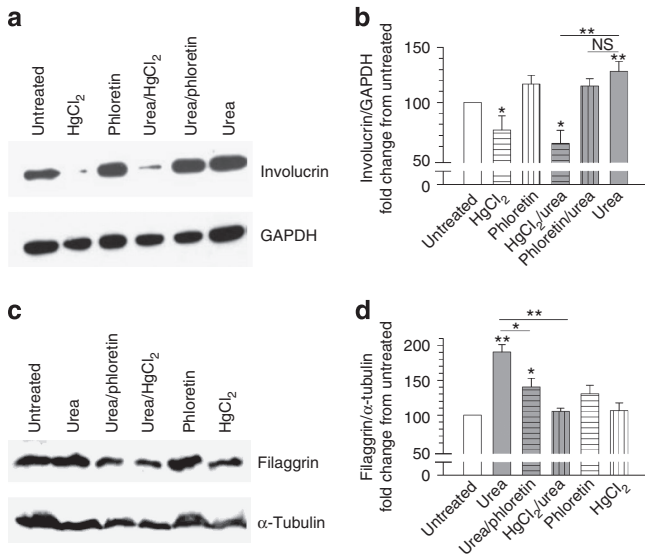 a
Untreated
HgCl₂
Phloretin
Urea/HgCl₂
Urea/phloretin
Urea
Involucrin
GAPDH
b
Involucrin/GAPDH
fold change from untreated
150
100
50
0
*
*
**
NS
**
Untreated
HgCl₂
Phloretin
HgCl₂/urea
Phloretin/urea
Urea
c
Untreated
Urea
Urea/phloretin
Urea/HgCl₂
Phloretin
HgCl₂
Filaggrin
α-Tubulin
d
Filaggrin/α-tubulin
fold change from untreated
200
150
100
50
0
**
*
**
*
Untreated
Urea
Urea/phloretin
HgCl₂/urea
Phloretin
HgCl₂